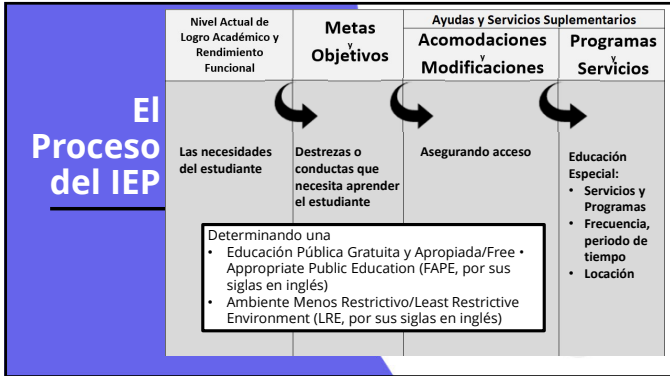 El
Proceso
del IEP
Nivel Actual de
Logro Académico y
Rendimiento
Funcional
Metas
y
Objetivos
Ayudas y Servicios Suplementarios
Acomodaciones
y
Modificaciones
Programas
y
Servicios
Las necesidades
del estudiante
Destrezas o
conductas que
necesita aprender
el estudiante
Asegurando acceso
Educación
Especial:
• Servicios y
Programas
• Frecuencia,
periodo de
tiempo
• Locación
Determinando una
• Educación Pública Gratuita y Apropiada/Free •
Appropriate Public Education (FAPE, por sus
siglas en inglés)
• Ambiente Menos Restrictivo/Least Restrictive
Environment (LRE, por sus siglas en inglés)